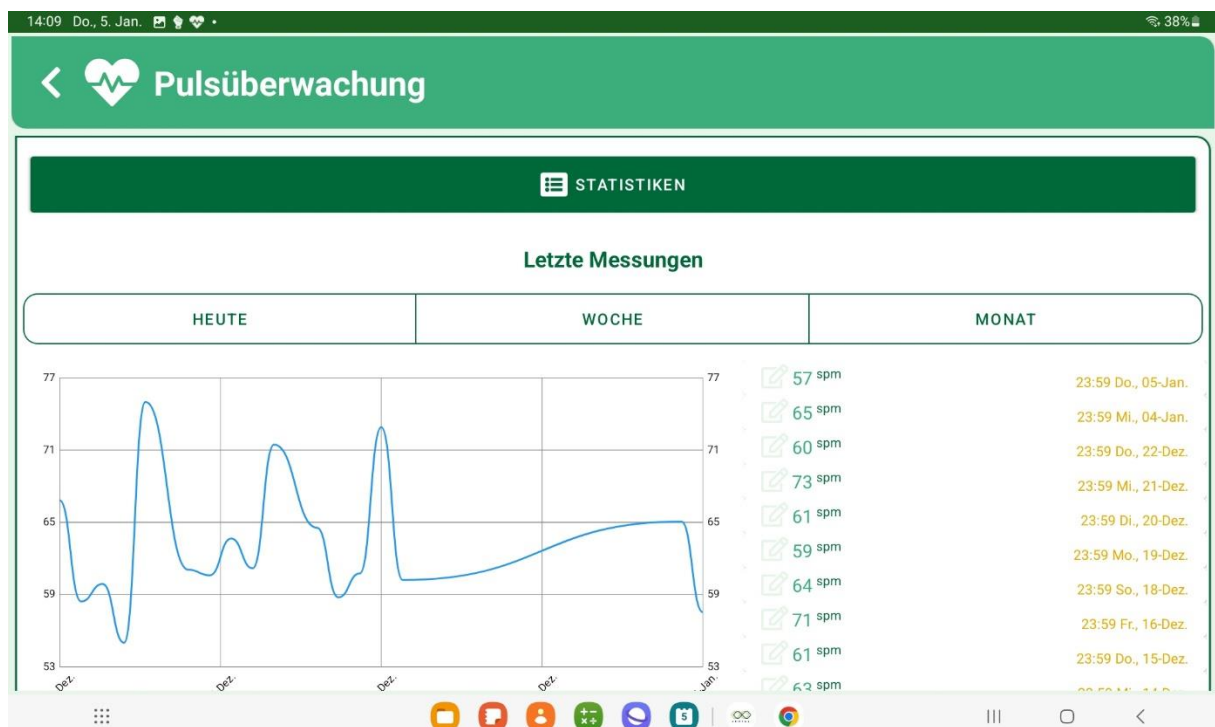 14:09 Do., 5. Jan. 38%
Pulsüberwachung
STATISTIKEN
Letzte Messungen
HEUTE WOCHE MONAT
77 77
71 71
65 65
59 59
53 53
Dez. Dez. Dez. Dez. Jan.
57 spm 23:59 Do., 05-Jan.
65 spm 23:59 Mi., 04-Jan.
60 spm 23:59 Do., 22-Dez.
73 spm 23:59 Mi., 21-Dez.
61 spm 23:59 Di., 20-Dez.
59 spm 23:59 Mo., 19-Dez.
64 spm 23:59 So., 18-Dez.
71 spm 23:59 Fr., 16-Dez.
61 spm 23:59 Do., 15-Dez.
63 spm
5